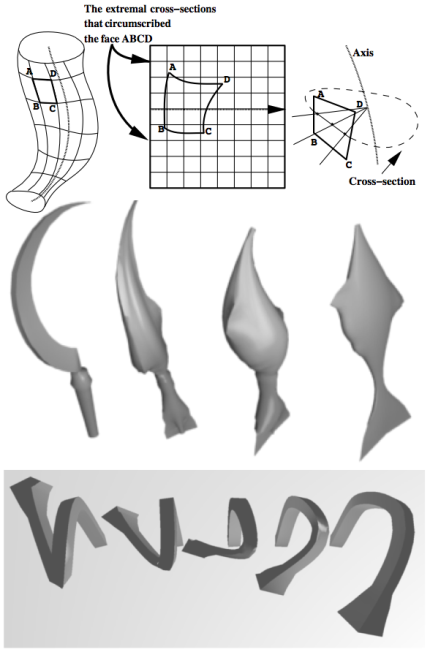 The extremal cross-sections
that circumscribed
the face ABCD
A
D
B
C
A
D
B
C
Axis
A
D
B
C
Cross-section